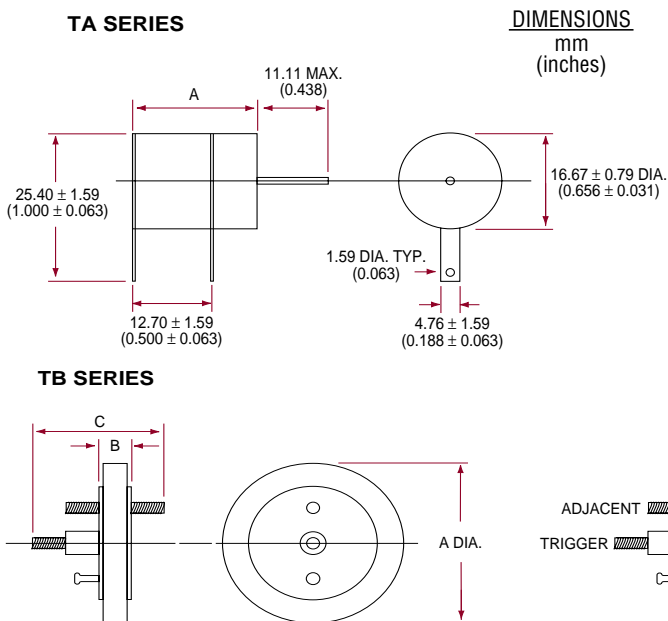 TA SERIES
DIMENSIONS
mm
(inches)
A
11.11 MAX.
(0.438)
25.40 ± 1.59
(1.000 ± 0.063)
16.67 ± 0.79 DIA.
(0.656 ± 0.031)
1.59 DIA. TYP.
(0.063)
12.70 ± 1.59
(0.500 ± 0.063)
4.76 ± 1.59
(0.188 ± 0.063)
TB SERIES
C
B
A DIA.
ADJACENT
TRIGGER